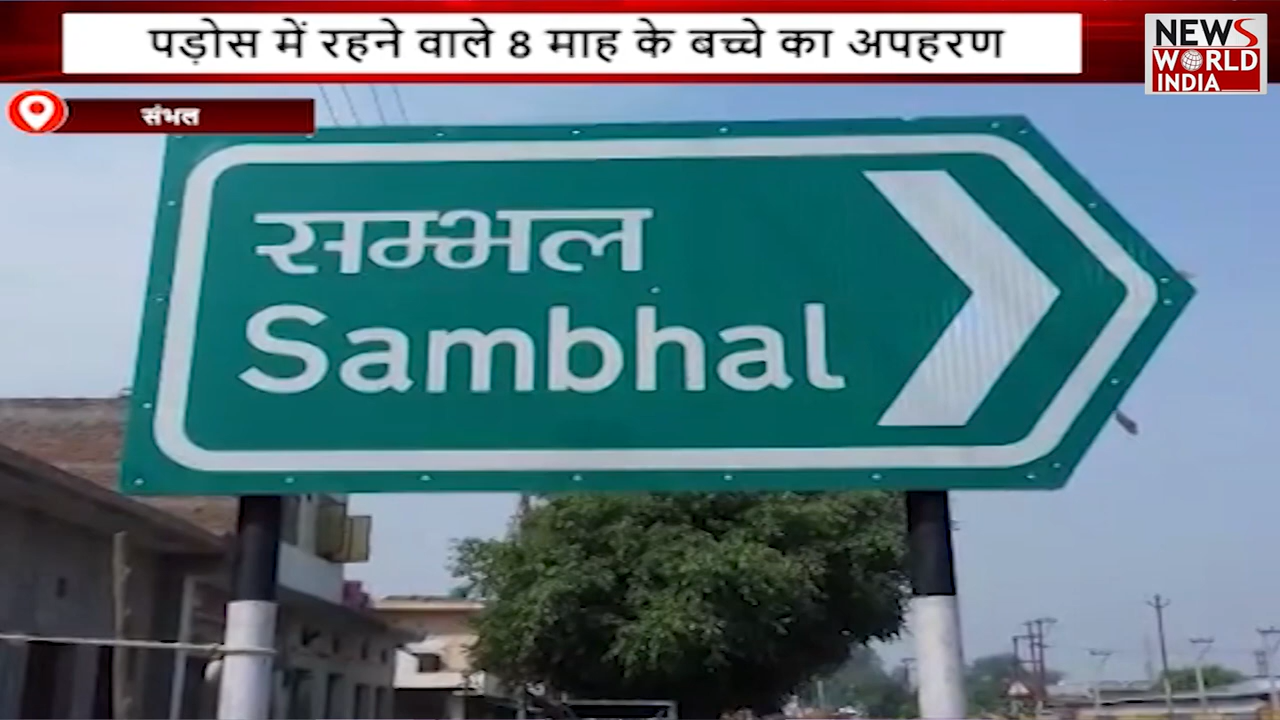 पड़ोस में रहने वाले 8 माह के बच्चे का अपहरण
NEWS
WORLD
INDIA
संभल
सम्भल
Sambhal